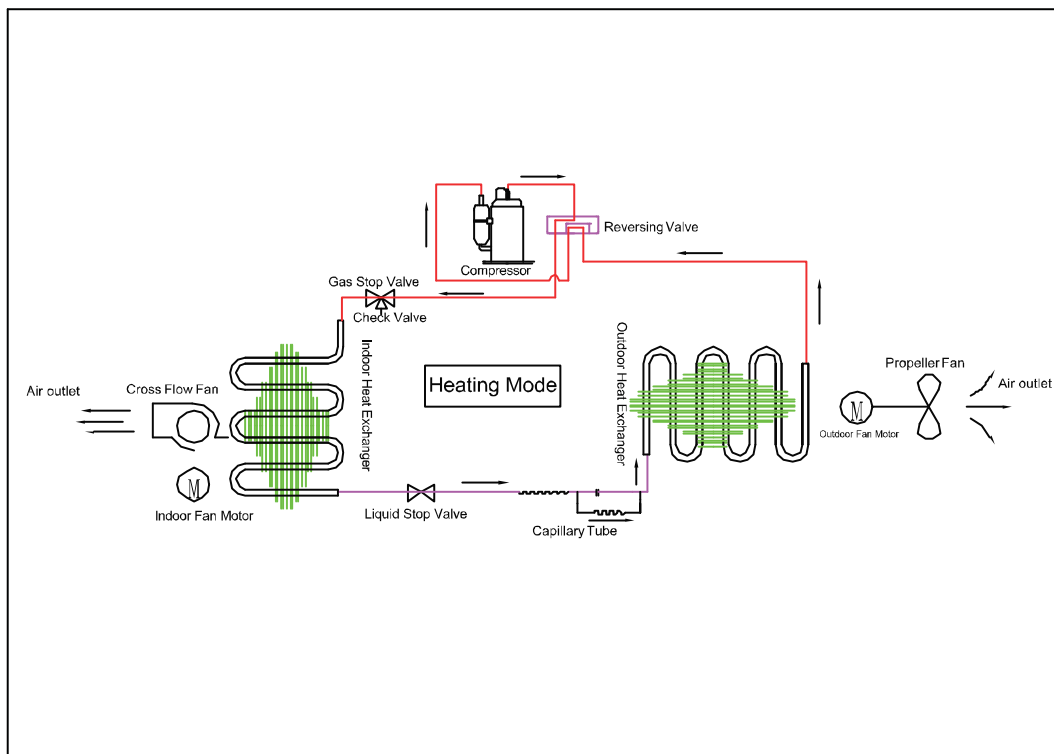 Reversing Valve
Compressor
Gas Stop Valve
Check Valve
Indoor Heat Exchanger
Outdoor Heat Exchanger
Heating Mode
Propeller Fan
Air outlet
M
Outdoor Fan Motor
Air outlet
Cross Flow Fan
M
Indoor Fan Motor
Liquid Stop Valve
Capillary Tube